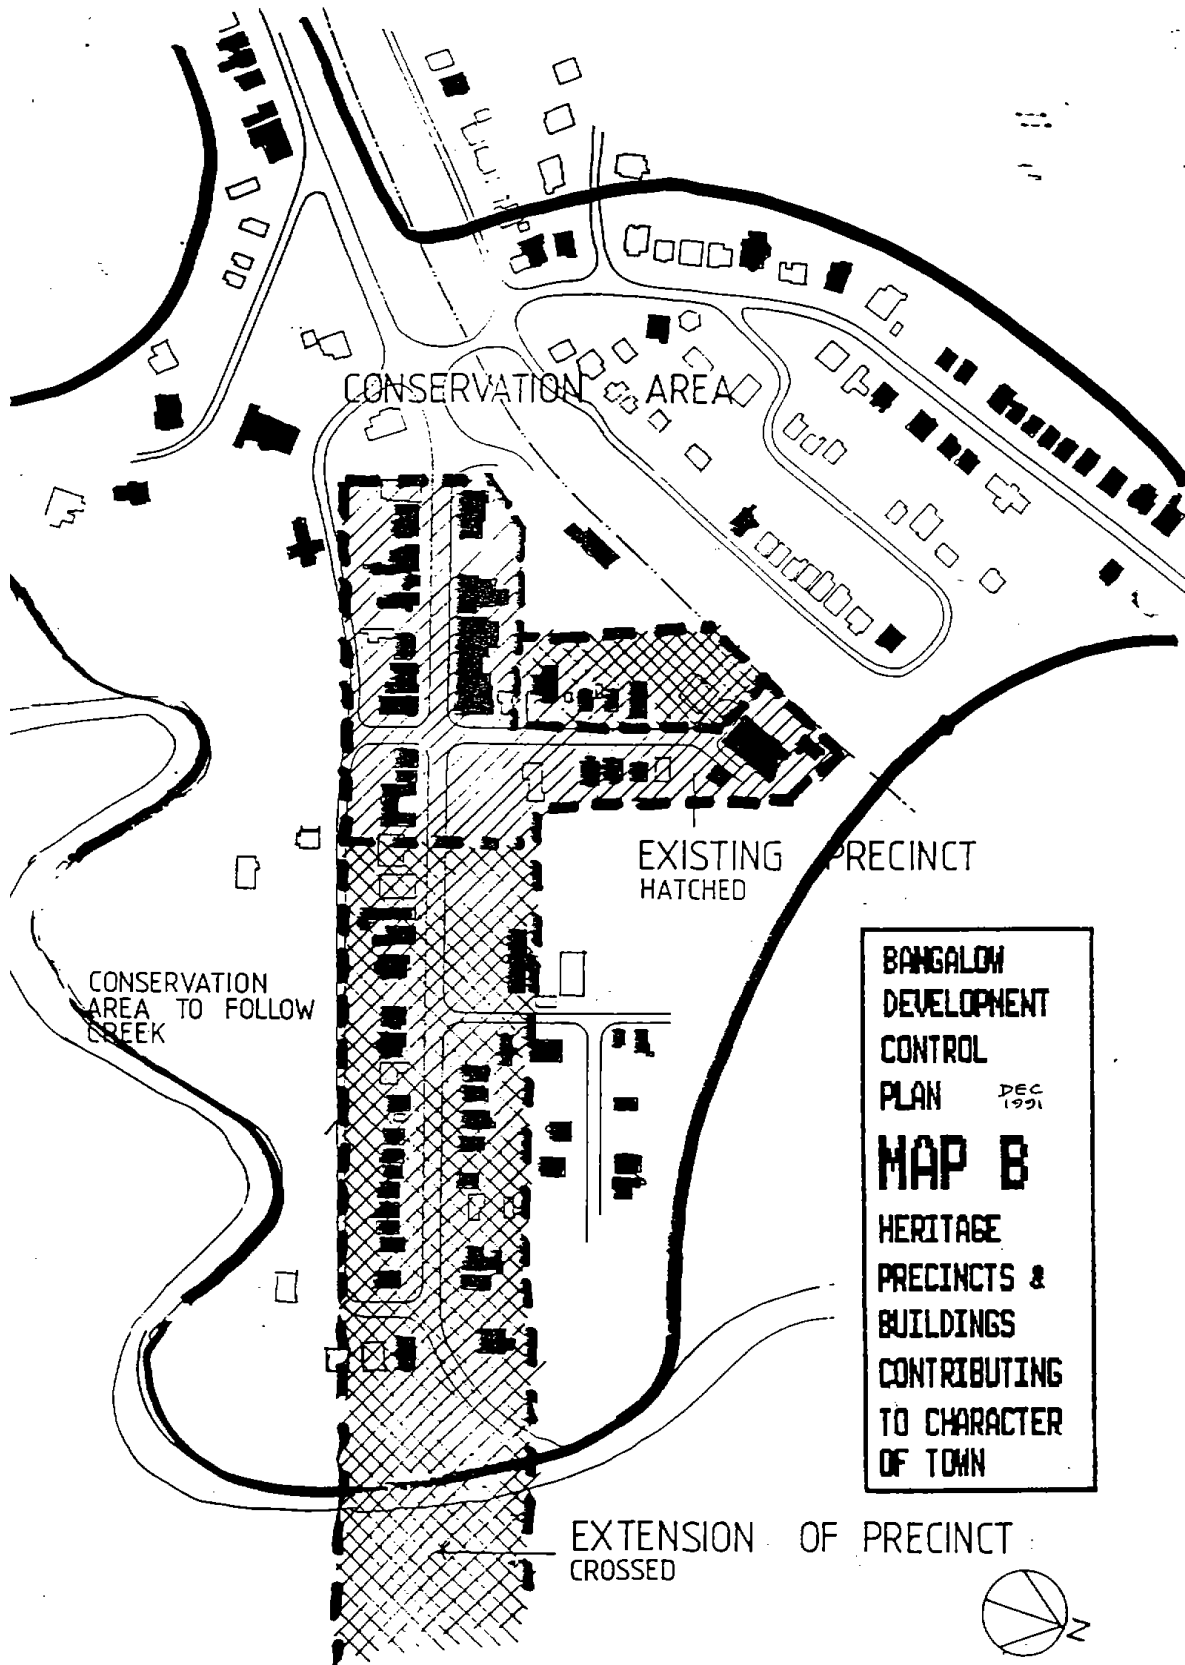 CONSERVATION AREA
EXISTING PRECINCT
HATCHED
CONSERVATION
AREA TO FOLLOW
CREEK
BANGALOW
DEVELOPMENT
CONTROL
PLAN DEC
1991
MAP B
HERITAGE
PRECINCTS &
BUILDINGS
CONTRIBUTING
TO CHARACTER
OF TOWN
EXTENSION OF PRECINCT
CROSSED
N